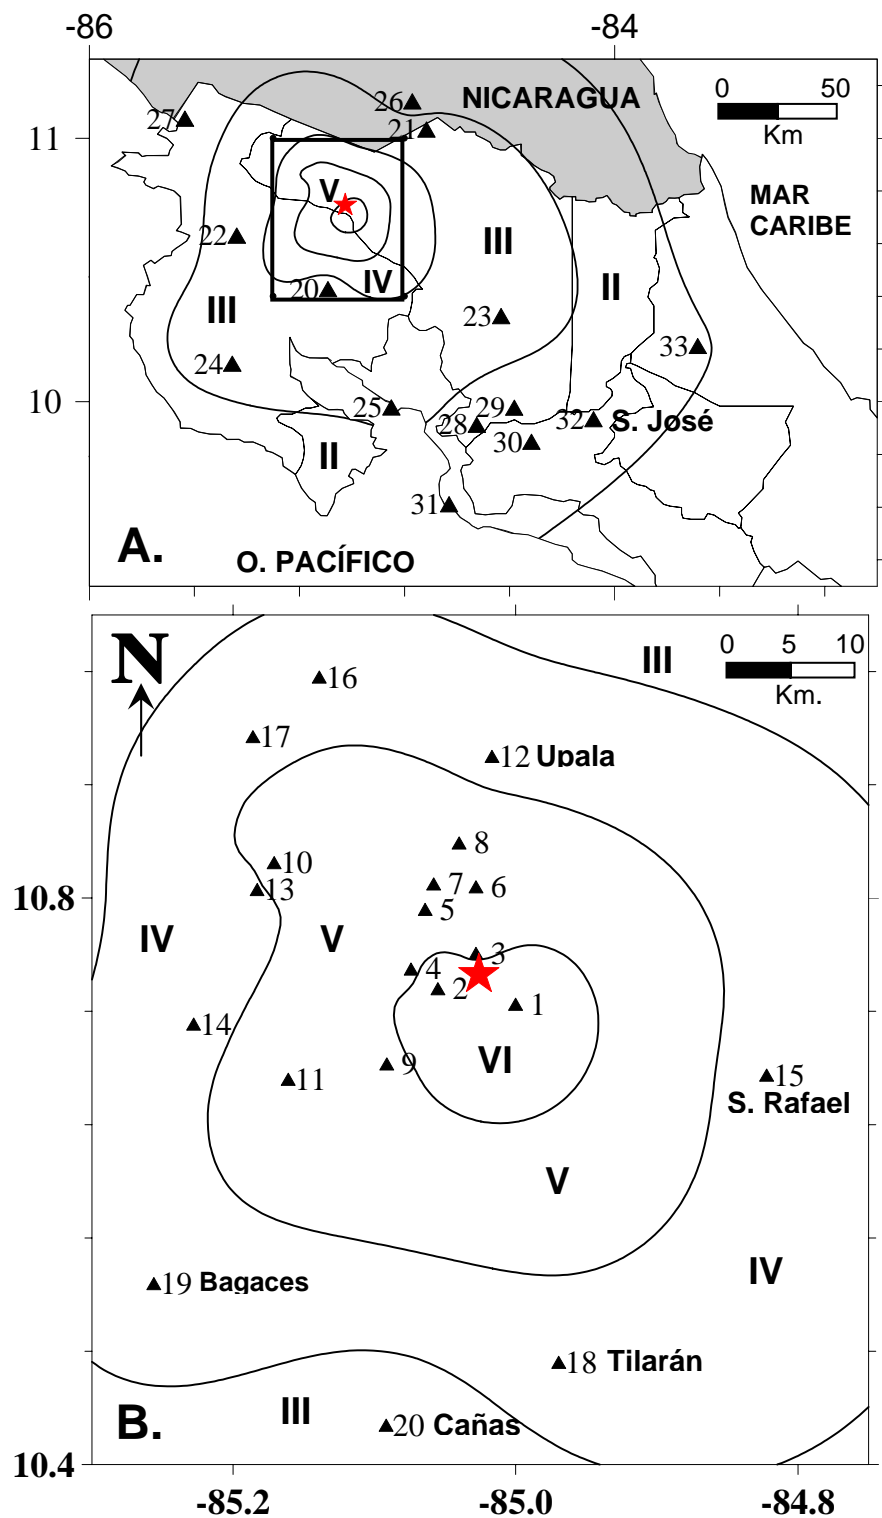 -86 -84
0 50
Km
NICARAGUA
26
27
21
11
MAR
CARIBE
V
22
III
IV
II
20
III
23
33
24
10
25
29
28
32 S. José
30
II
31
A.
O. PACÍFICO
N
III
0 5 10
Km.
16
17
12 Upala
8
10
7
6
13
5
10.8
IV
V
3
4
2
1
14
VI
9
11
15
S. Rafael
V
IV
19 Bagaces
18 Tilarán
III
20 Cañas
B.
10.4
-85.2 -85.0 -84.8